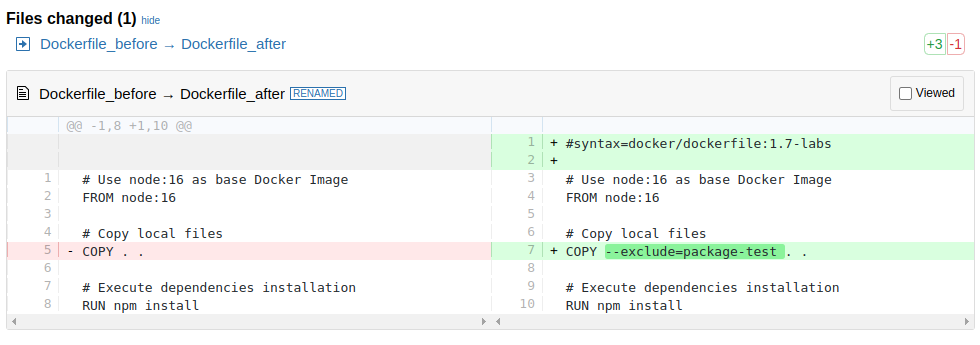 Files changed (1) hide
Dockerfile_before → Dockerfile_after +3 -1
Dockerfile_before → Dockerfile_after RENAMED Viewed
@@ -1,8 +1,10 @@
1 + #syntax=docker/dockerfile:1.7-labs
2 +
1 # Use node:16 as base Docker Image 3 # Use node:16 as base Docker Image
2 FROM node:16 4 FROM node:16
3 5
4 # Copy local files 6 # Copy local files
5 - COPY . . 7 + COPY --exclude=package-test . .
6 8
7 # Execute dependencies installation 9 # Execute dependencies installation
8 RUN npm install 10 RUN npm install